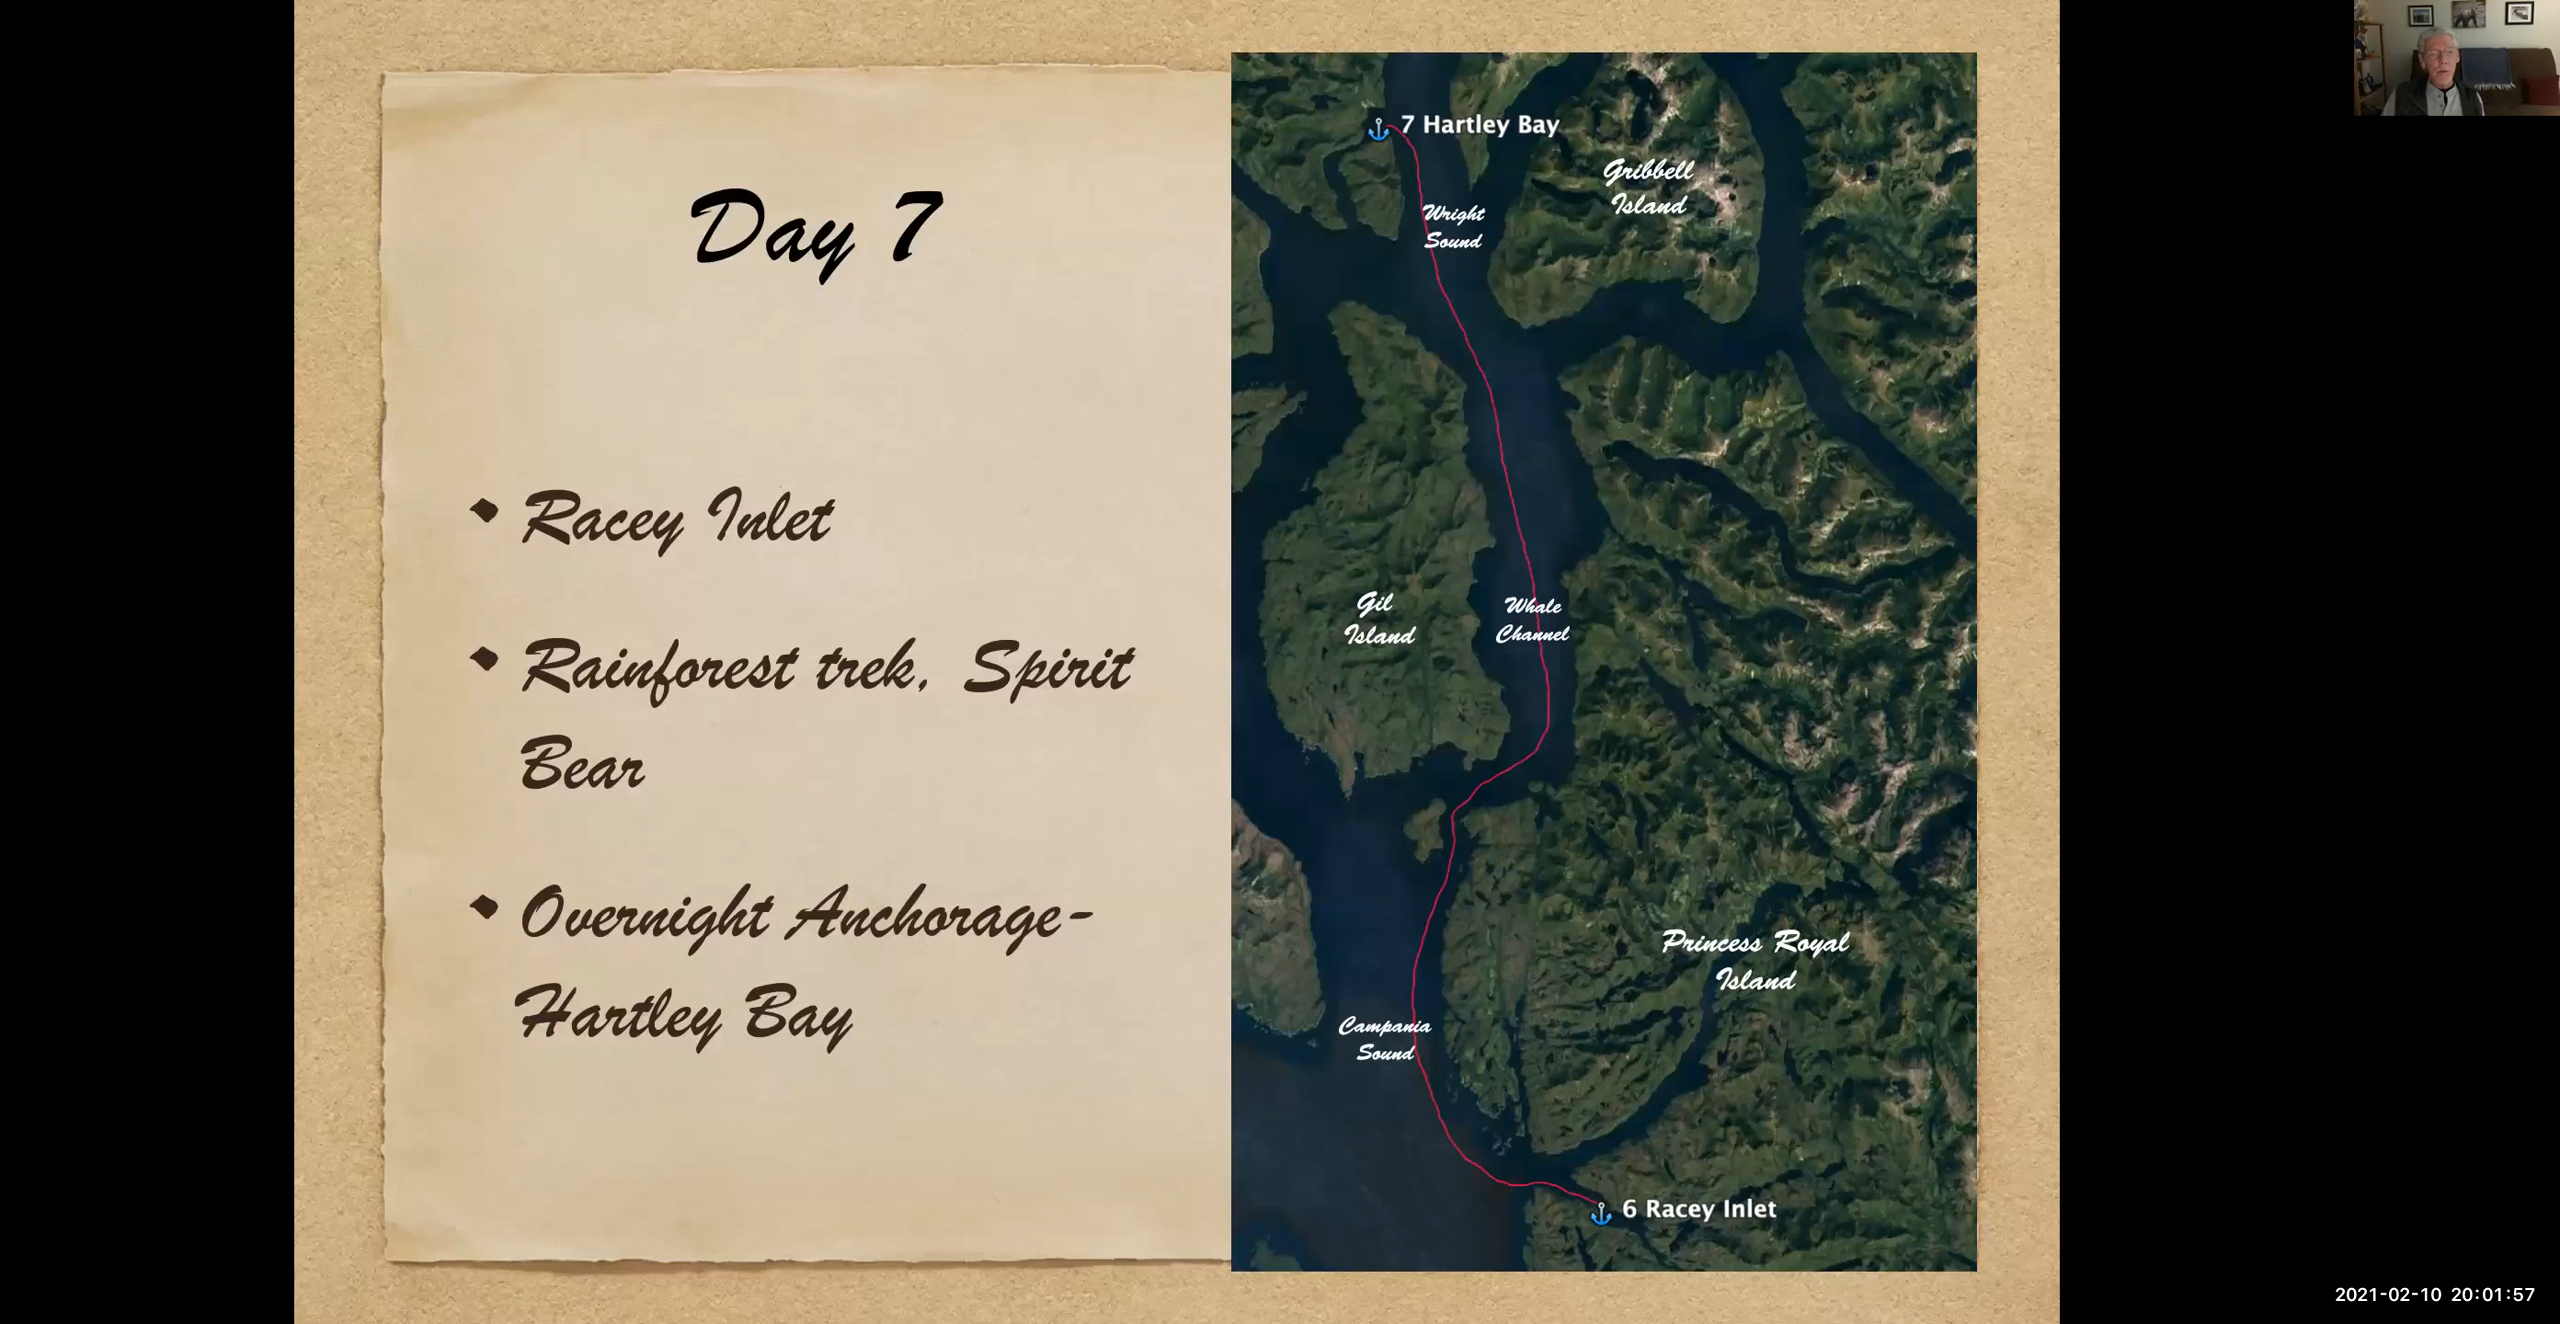 Day 7
• Racey Inlet
• Rainforest trek, Spirit
Bear
• Overnight Anchorage-
Hartley Bay
7 Hartley Bay
Gribbell
Island
Wright
Sound
Gil
Island
Whale
Channel
Princess Royal
Island
Campania
Sound
6 Racey Inlet
2021-02-10 20:01:57